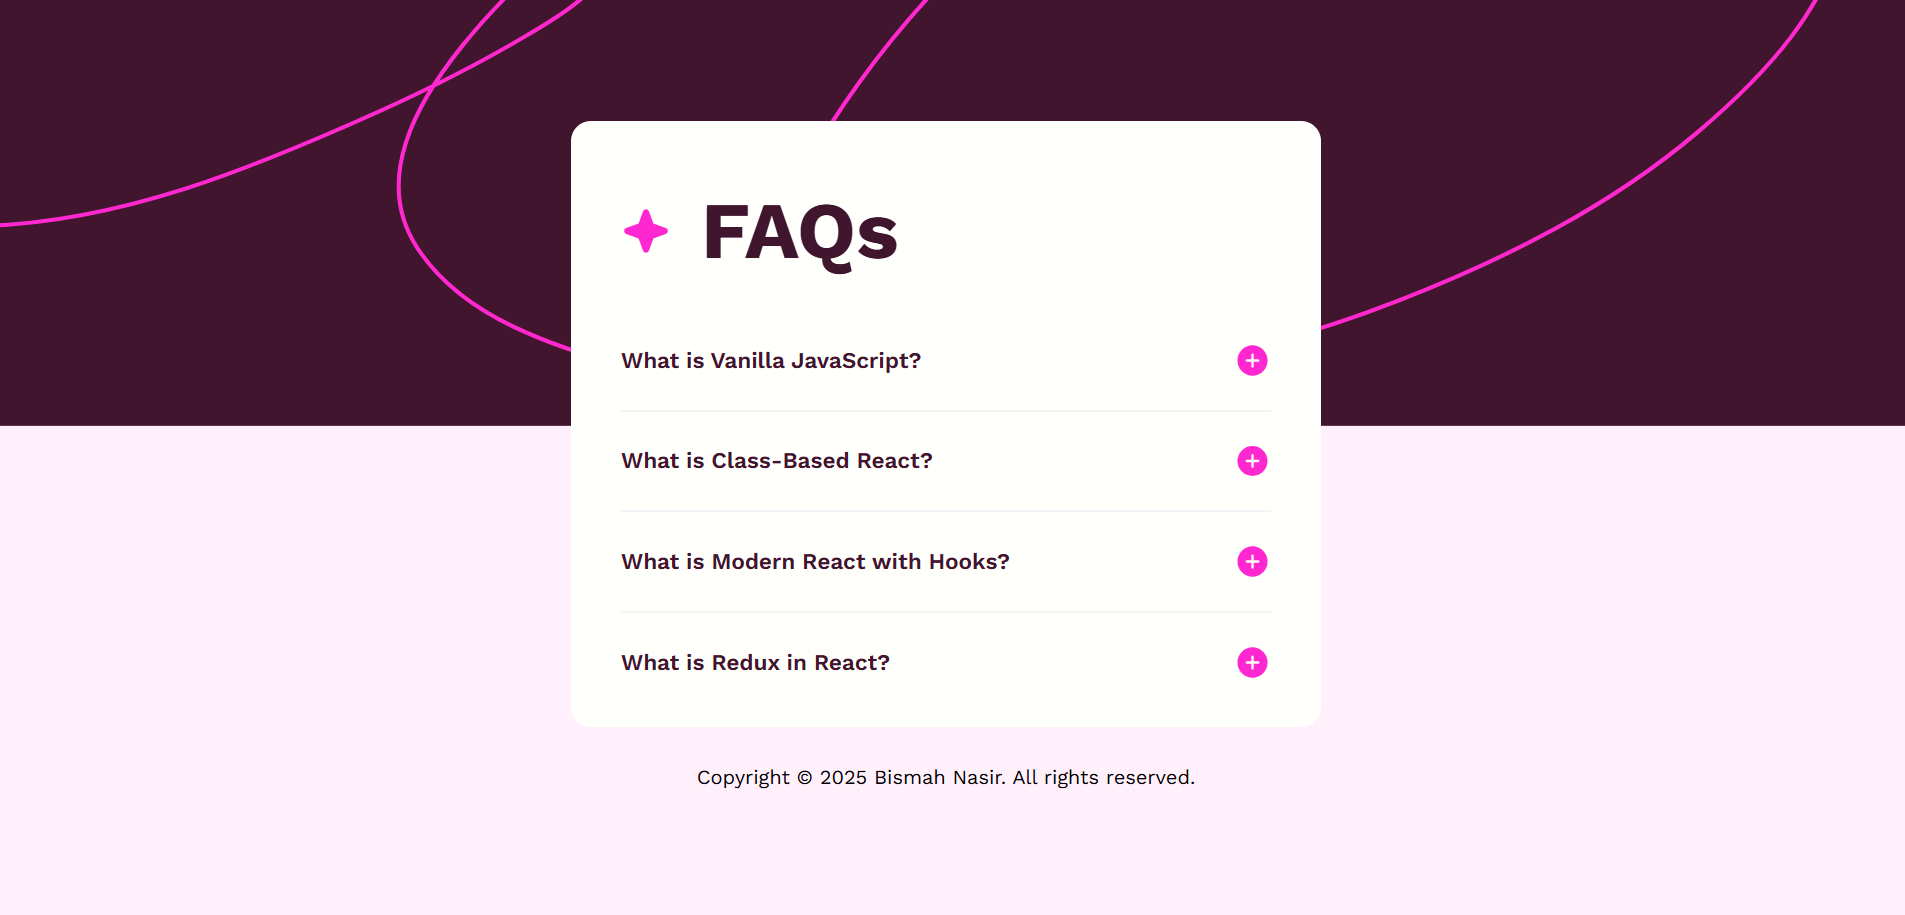 FAQs
What is Vanilla JavaScript?
What is Class-Based React?
What is Modern React with Hooks?
What is Redux in React?
Copyright © 2025 Bismah Nasir. All rights reserved.